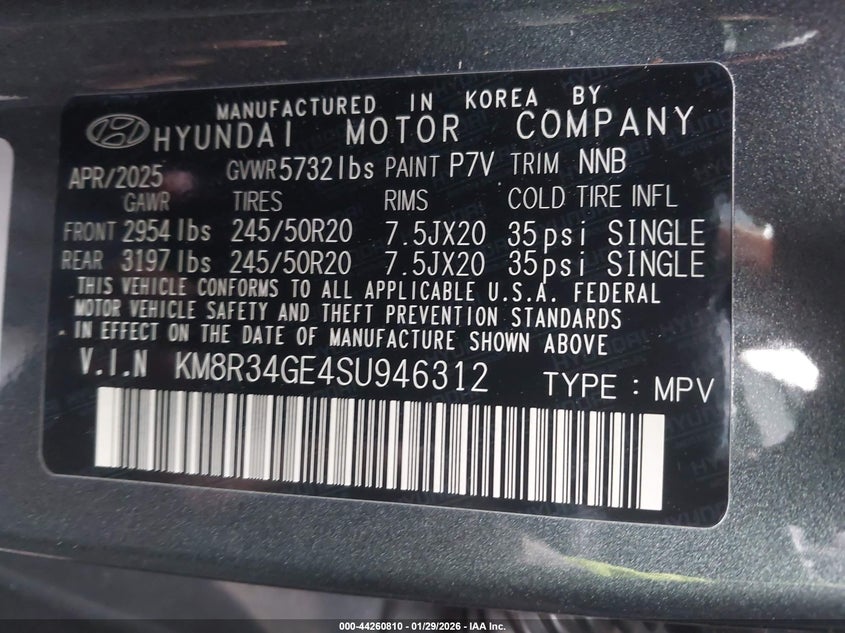 MANUFACTURED IN KOREA BY
HYUNDAI MOTOR COMPANY
APR/2025 GVWR 5732lbs PAINT P7V TRIM NNB
GAWR TIRES RIMS COLD TIRE INFL
FRONT 2954 lbs 245/50R20 7.5JX20 35psi SINGLE
REAR 3197 lbs 245/50R20 7.5JX20 35psi SINGLE
THIS VEHICLE CONFORMS TO ALL APPLICABLE U.S.A. FEDERAL
MOTOR VEHICLE SAFETY AND THEFT PREVENTION STANDARDS
IN EFFECT ON THE DATE OF MANUFACTURE SHOWN ABOVE
V.I.N KM8R34GE4SU946312 TYPE : MPV
000-44260810 - 01/29/2026 - IAA Inc.